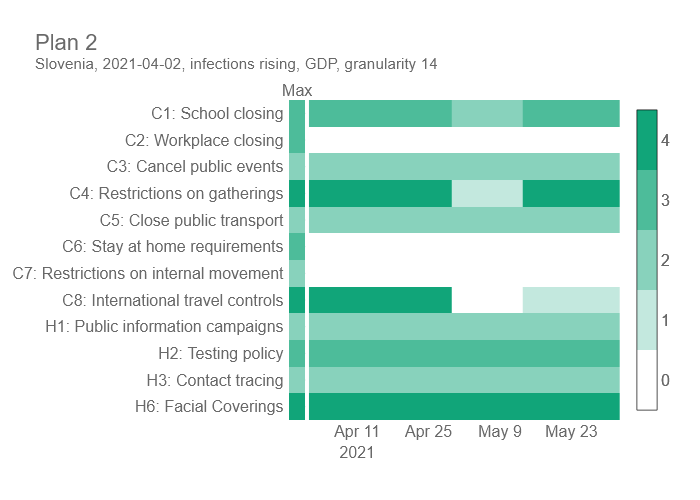 Plan 2
Slovenia, 2021-04-02, infections rising, GDP, granularity 14
Max
C1: School closing
C2: Workplace closing
C3: Cancel public events
C4: Restrictions on gatherings
C5: Close public transport
C6: Stay at home requirements
C7: Restrictions on internal movement
C8: International travel controls
H1: Public information campaigns
H2: Testing policy
H3: Contact tracing
H6: Facial Coverings
Apr 11 Apr 25 May 9 May 23
2021
4
3
2
1
0